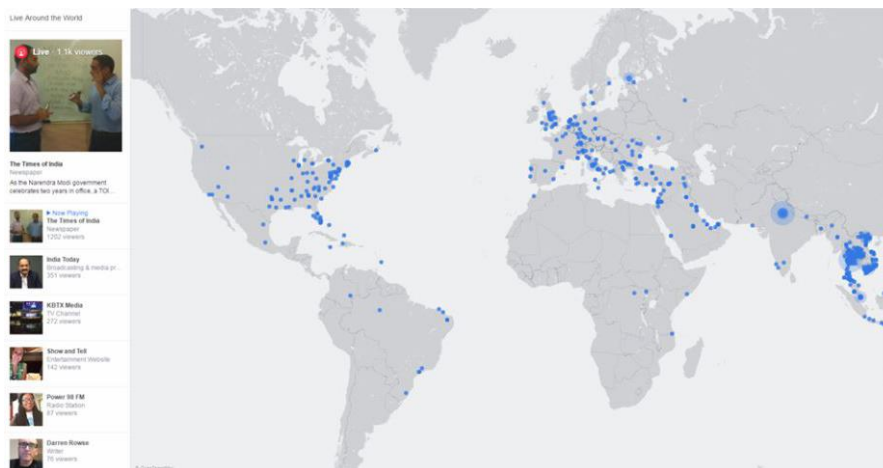 Live Around the World
Live · 1.1k viewers
The Times of India
Newspaper
As the Narendra Modi government
celebrates two years in office, a TOI ...
Now Playing
The Times of India
Newspaper
1202 viewers
India Today
Broadcasting & media pr...
351 viewers
KBTX Media
TV Channel
272 viewers
Show and Tell
Entertainment Website
142 viewers
Power 98 FM
Radio Station
87 viewers
Darren Rowse
Writer
76 viewers